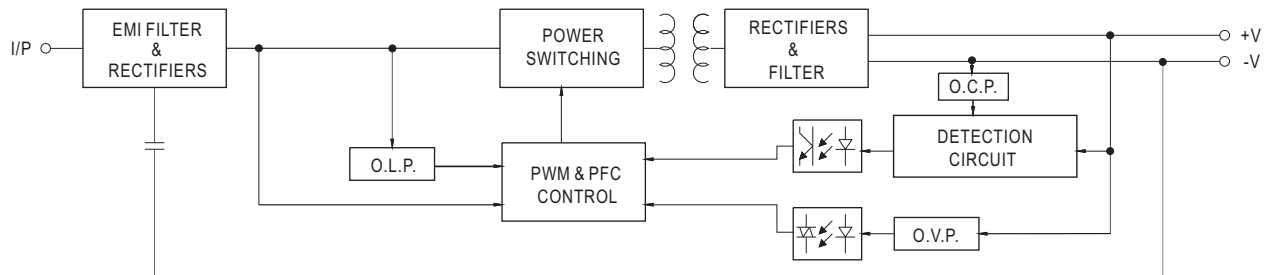 I/P
EMI FILTER
&
RECTIFIERS
POWER
SWITCHING
RECTIFIERS
&
FILTER
+V
-V
O.C.P.
DETECTION
CIRCUIT
O.L.P.
PWM & PFC
CONTROL
O.V.P.